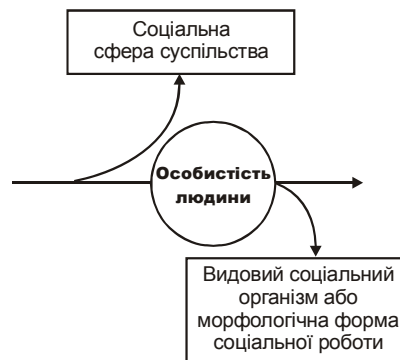 Соціальна
сфера суспільства
Особистість
людини
Видовий соціальний
організм або
морфологічна форма
соціальної роботи